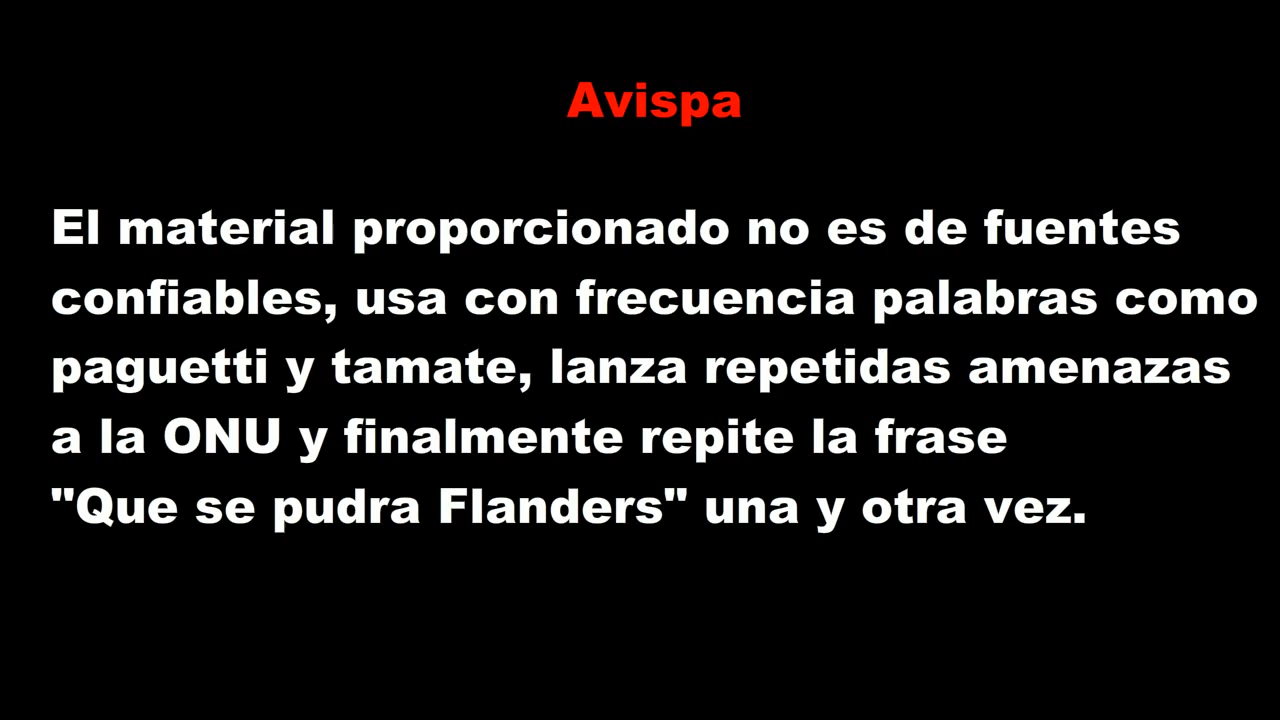 Avispa
El material proporcionado no es de fuentes
confiables, usa con frecuencia palabras como
paguetti y tamate, lanza repetidas amenazas
a la ONU y finalmente repite la frase
"Que se pudra Flanders" una y otra vez.